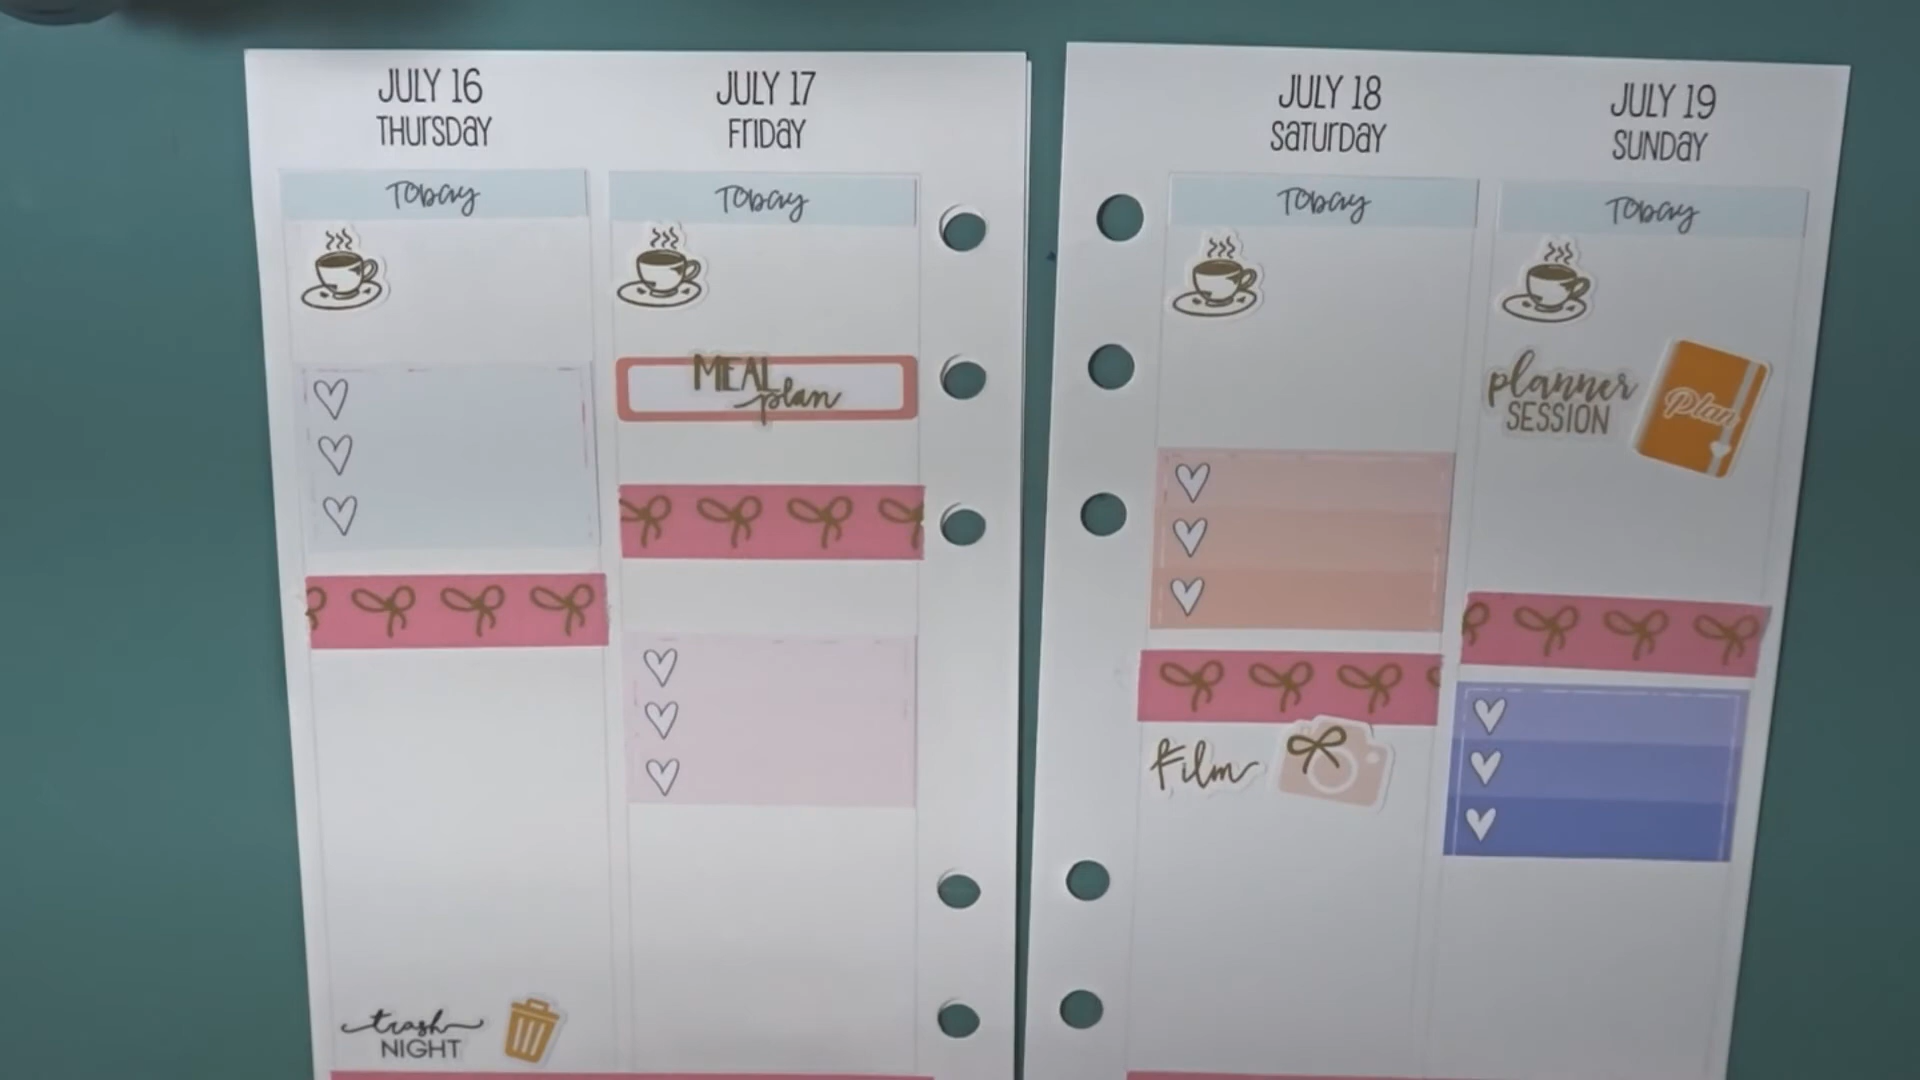 JULY 16
THURSDAY
Today
trash
NIGHT
JULY 17
FRIDAY
Today
MEAL
plan
JULY 18
SATURDAY
Today
Film
JULY 19
SUNDAY
Today
planner
SESSION
Plan